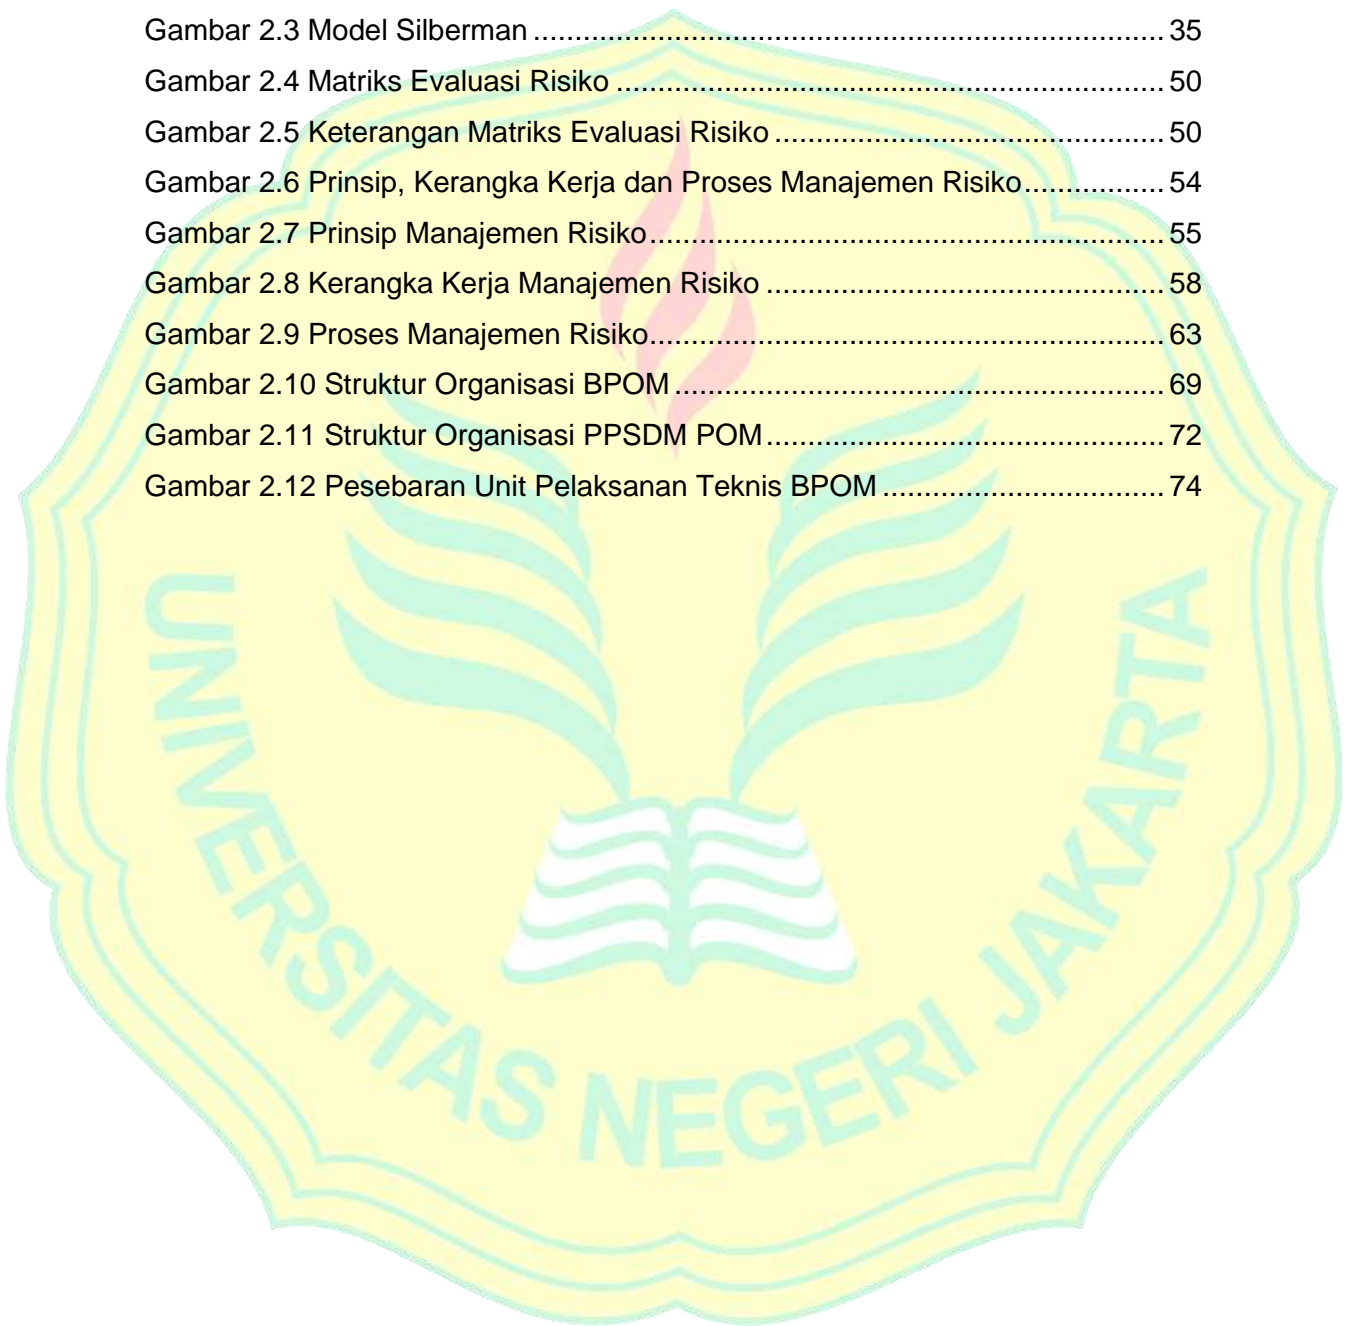 Gambar 2.3 Model Silberman ............................................................................ 35
Gambar 2.4 Matriks Evaluasi Risiko .................................................................. 50
Gambar 2.5 Keterangan Matriks Evaluasi Risiko ............................................... 50
Gambar 2.6 Prinsip, Kerangka Kerja dan Proses Manajemen Risiko................. 54
Gambar 2.7 Prinsip Manajemen Risiko.............................................................. 55
Gambar 2.8 Kerangka Kerja Manajemen Risiko ................................................ 58
Gambar 2.9 Proses Manajemen Risiko.............................................................. 63
Gambar 2.10 Struktur Organisasi BPOM ........................................................... 69
Gambar 2.11 Struktur Organisasi PPSDM POM................................................ 72
Gambar 2.12 Pesebaran Unit Pelaksanan Teknis BPOM .................................. 74
UNIVERSITAS NEGERI JAKARTA